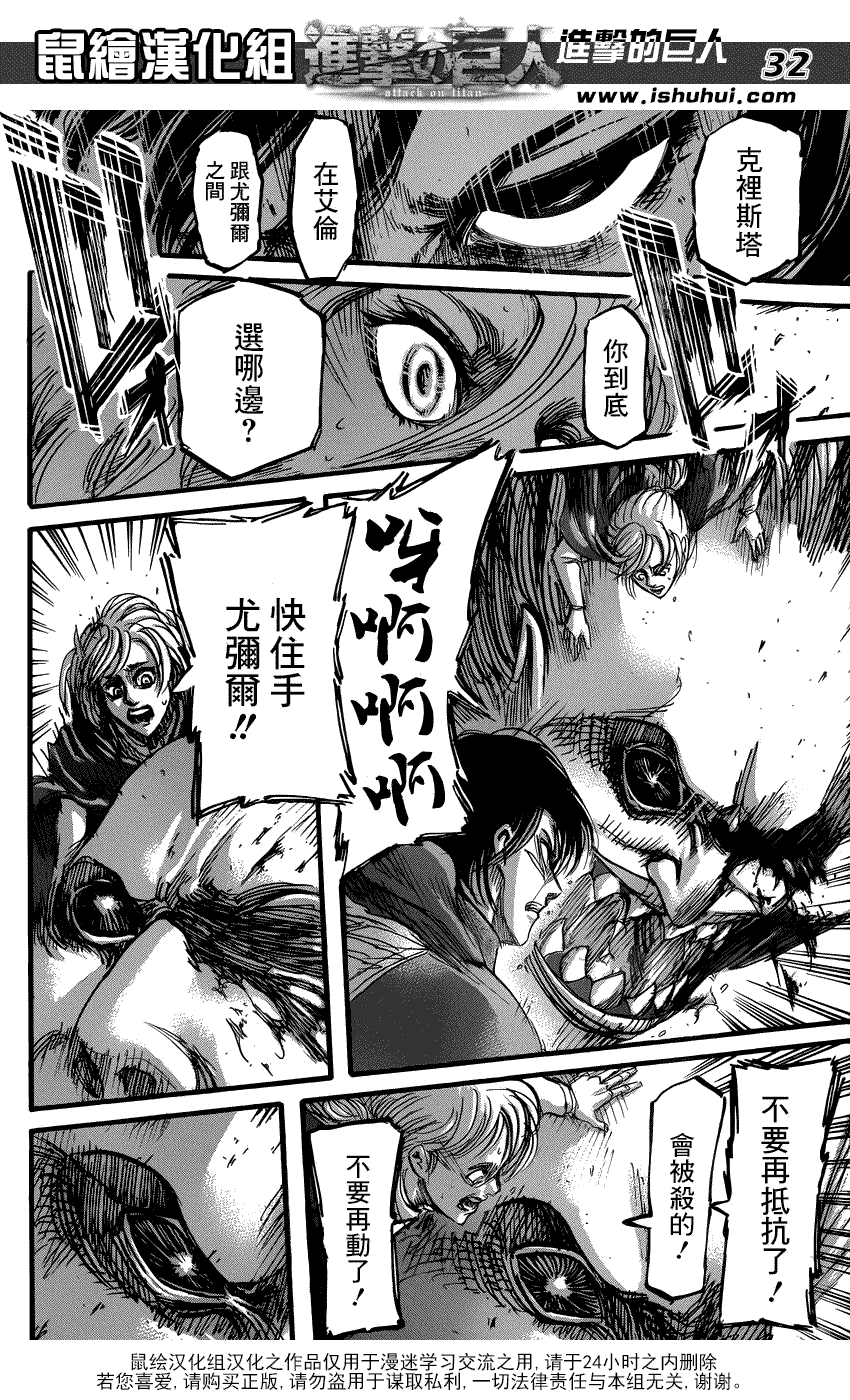 鼠繪漢化組
進撃の巨人
attack on titan
進擊的巨人
32
www.ishuhui.com
克裡斯塔
在艾倫
跟尤彌爾
之間
你到底
選哪邊?
呀啊啊啊
快住手
尤彌爾!!
不要再抵抗了!
會被殺的!
不要再動了!
鼠绘汉化组汉化之作品仅用于漫迷学习交流之用, 请于24小时之内删除
若您喜爱, 请购买正版, 请勿用于谋取私利, 一切法律责任与本组无关, 谢谢。